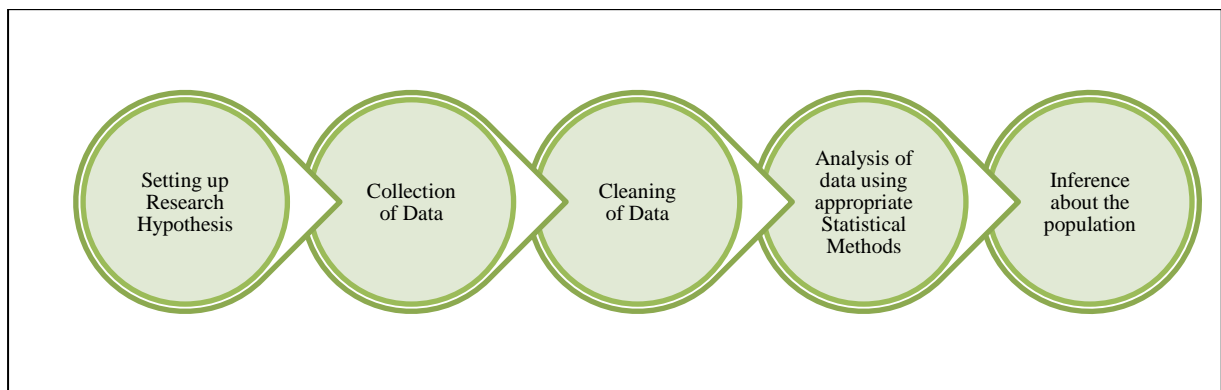 Setting up
Research
Hypothesis
Collection
of Data
Cleaning
of Data
Analysis of
data using
appropriate
Statistical
Methods
Inference
about the
population